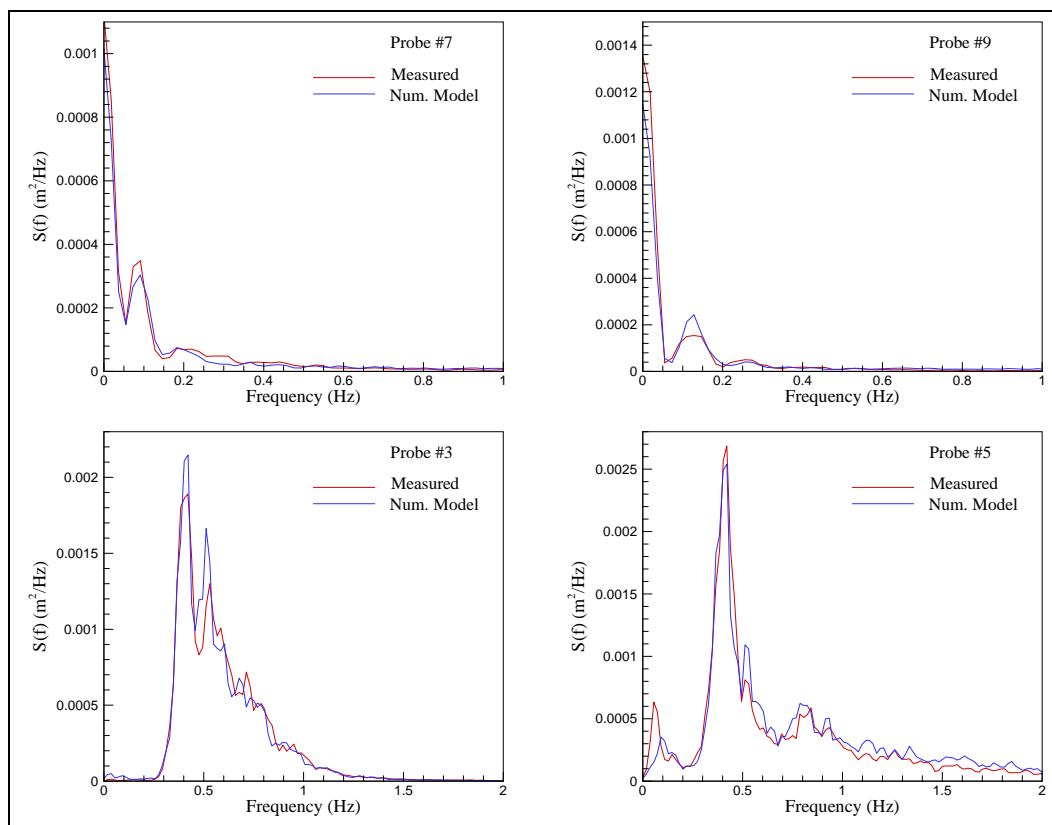 Probe #7
Measured
Num. Model
S(f) (m²/Hz)
0.001
0.0008
0.0006
0.0004
0.0002
0
0 0.2 0.4 0.6 0.8 1
Frequency (Hz)
Probe #9
Measured
Num. Model
S(f) (m²/Hz)
0.0014
0.0012
0.001
0.0008
0.0006
0.0004
0.0002
0
0 0.2 0.4 0.6 0.8 1
Frequency (Hz)
Probe #3
Measured
Num. Model
S(f) (m²/Hz)
0.002
0.0015
0.001
0.0005
0
0 0.5 1 1.5 2
Frequency (Hz)
Probe #5
Measured
Num. Model
S(f) (m²/Hz)
0.0025
0.002
0.0015
0.001
0.0005
0
0 0.5 1 1.5 2
Frequency (Hz)